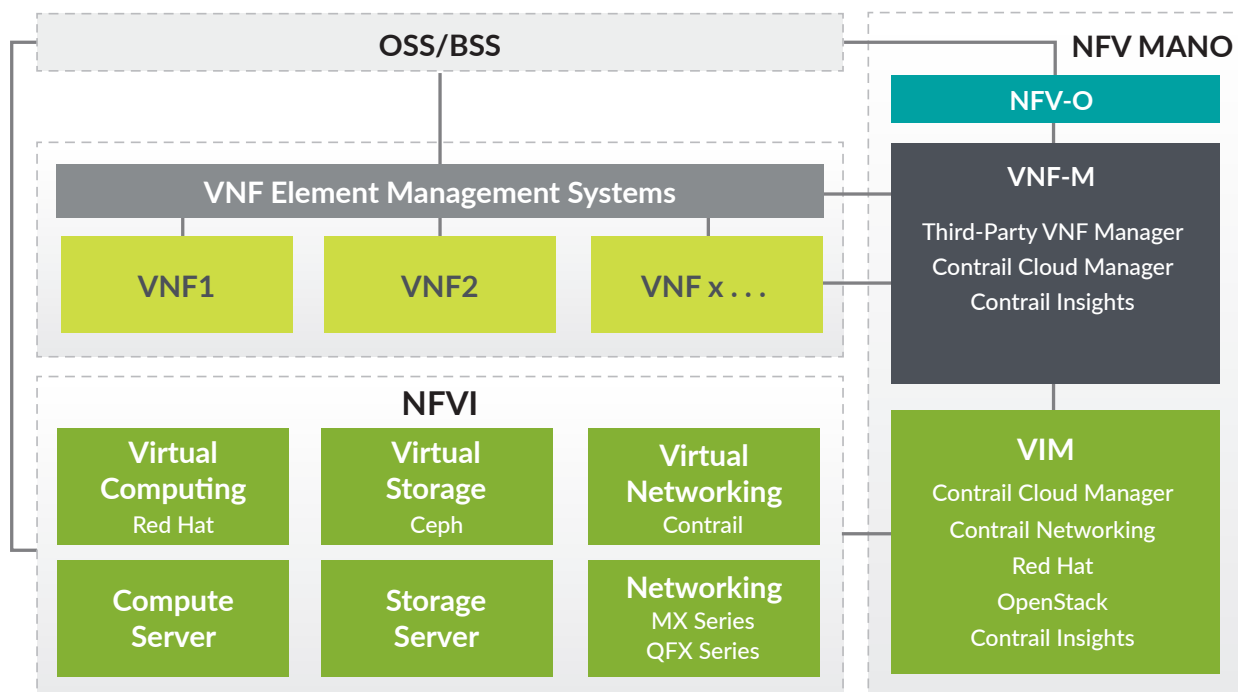 OSS/BSS
NFV MANO
NFV-O
VNF Element Management Systems
VNF1
VNF2
VNF x . . .
VNF-M
Third-Party VNF Manager
Contrail Cloud Manager
Contrail Insights
NFVI
Virtual
Computing
Red Hat
Virtual
Storage
Ceph
Virtual
Networking
Contrail
Compute
Server
Storage
Server
Networking
MX Series
QFX Series
VIM
Contrail Cloud Manager
Contrail Networking
Red Hat
OpenStack
Contrail Insights